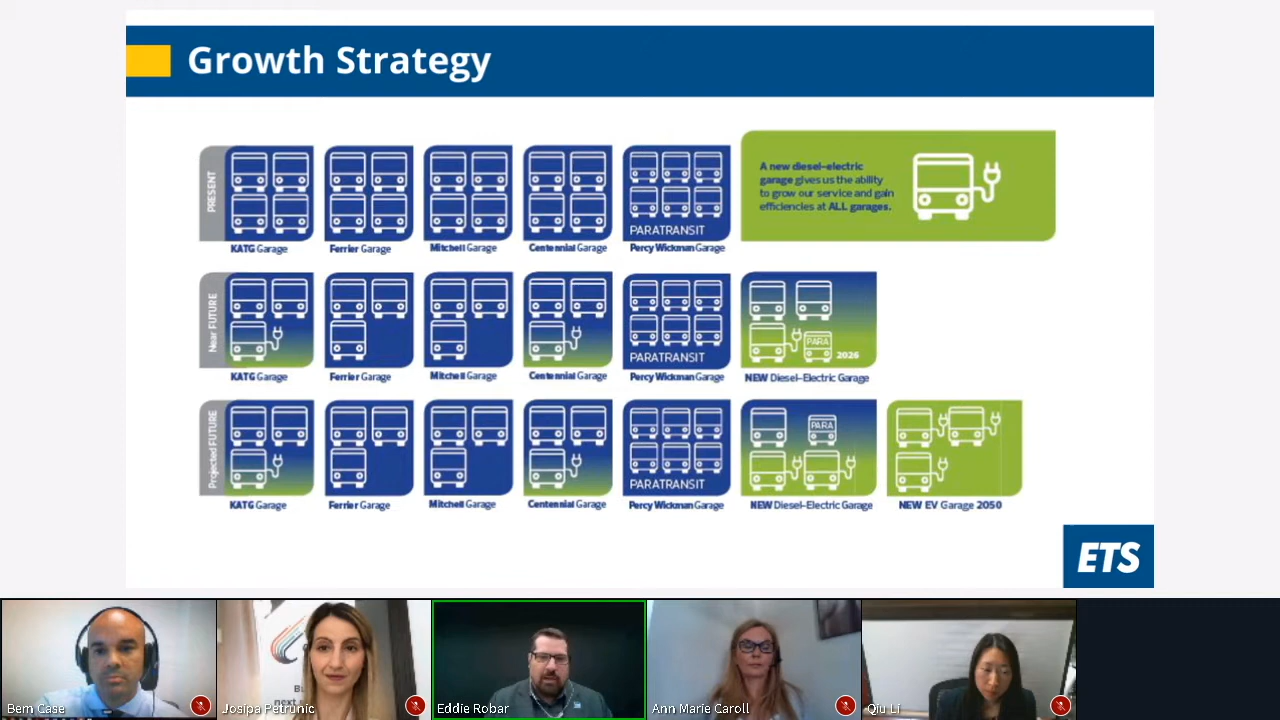 Growth Strategy
PRESENT
PARATRANSIT
A new diesel-electric
garage gives us the ability
to grow our service and gain
efficiencies at ALL garages.
KATG Garage
Ferrier Garage
Mitchell Garage
Centennial Garage
Percy Wickman Garage
Near FUTURE
PARATRANSIT
PARA
2026
KATG Garage
Ferrier Garage
Mitchell Garage
Centennial Garage
Percy Wickman Garage
NEW Diesel-Electric Garage
Projected FUTURE
PARATRANSIT
PARA
KATG Garage
Ferrier Garage
Mitchell Garage
Centennial Garage
Percy Wickman Garage
NEW Diesel-Electric Garage
NEW EV Garage 2050
ETS
Bern Case
Josipa Petrunic
Eddie Robar
Ann Marie Caroll
Qiu Li